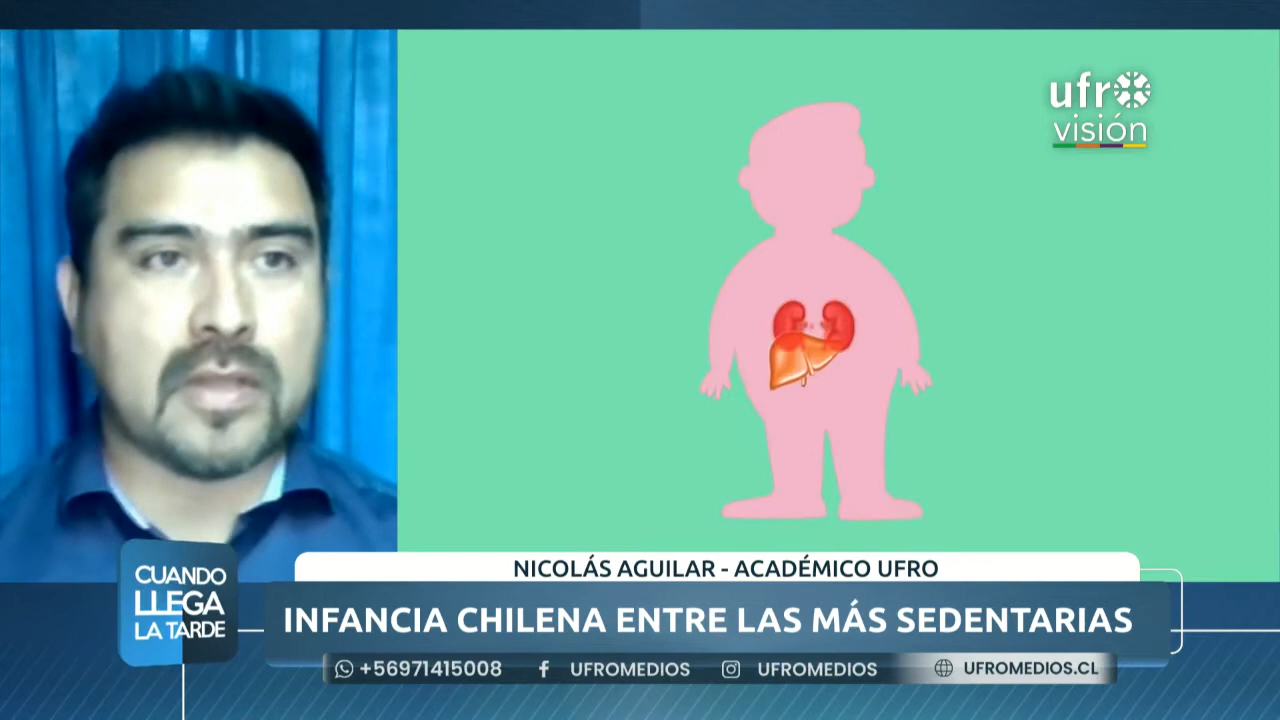 ufro
visión
NICOLÁS AGUILAR - ACADÉMICO UFRO
CUANDO
LLEGA
LA TARDE
INFANCIA CHILENA ENTRE LAS MÁS SEDENTARIAS
+56971415008 UFROMEDIOS UFROMEDIOS UFROMEDIOS.CL